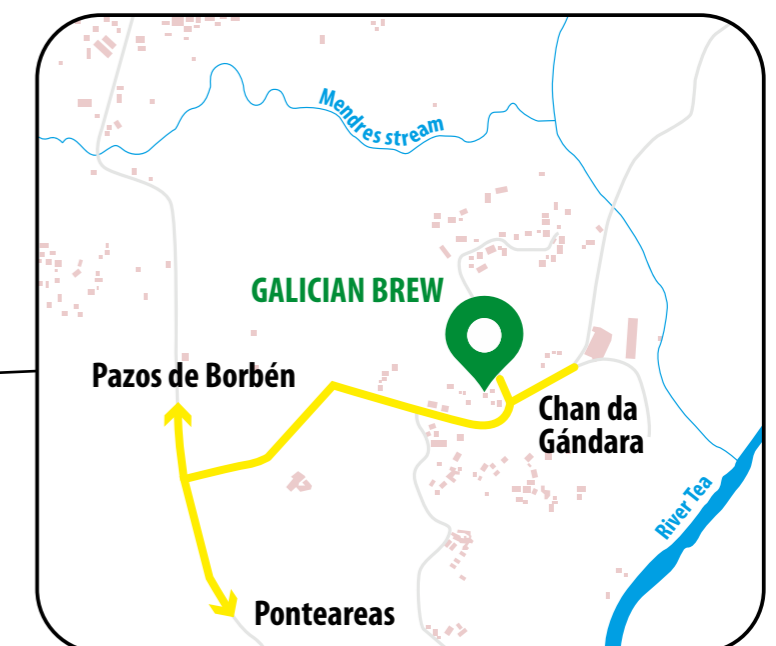 Mendres stream
GALICIAN BREW
Pazos de Borbén
Chan da
Gándara
River Tea
Ponteareas